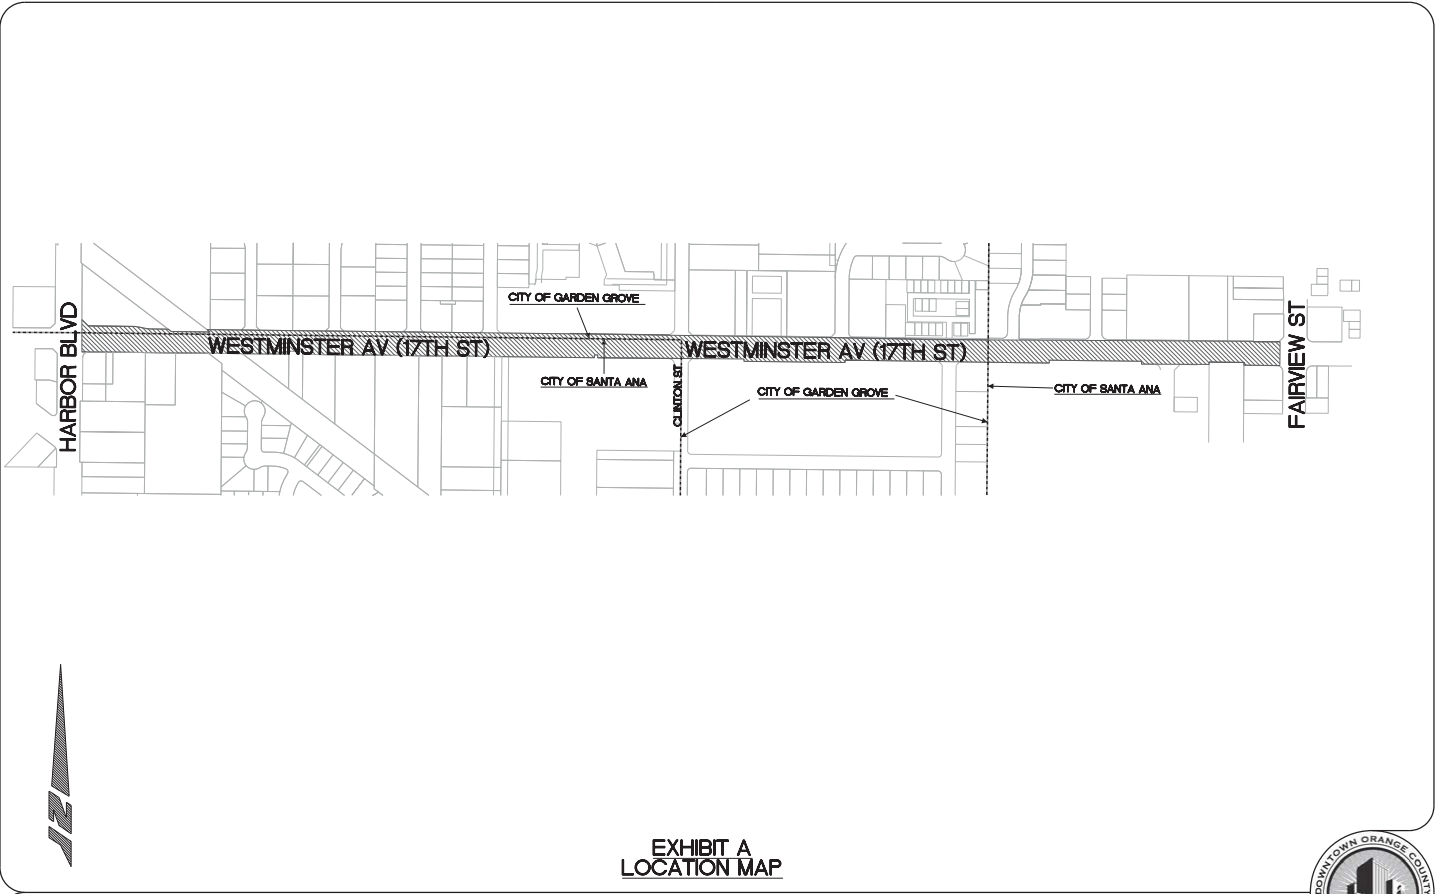 CITY OF GARDEN GROVE
HARBOR BLVD
WESTMINSTER AV (17TH ST)
WESTMINSTER AV (17TH ST)
FAIRVIEW ST
CITY OF SANTA ANA
CLINTON ST.
CITY OF GARDEN GROVE
CITY OF SANTA ANA
EXHIBIT A
LOCATION MAP
DOWNTOWN ORANGE COUNTY